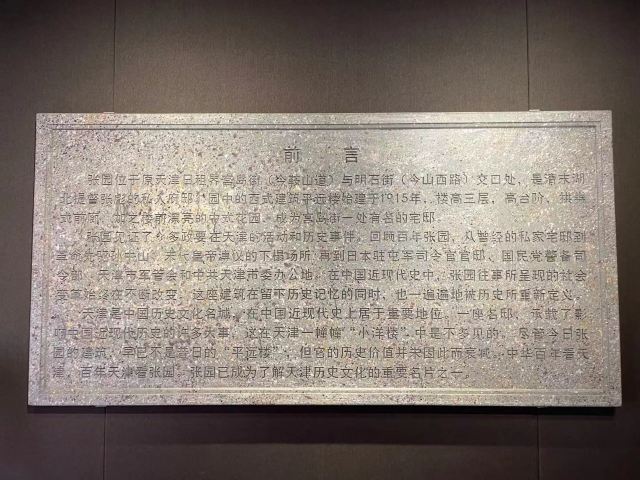 前言
张园位于原天津日租界宫岛街（今鞍山道）与明石街（今山西路）交口处，是清末湖
北提督张彪的私人府邸。园中的西式建筑平远楼始建于1915年，楼高三层，高台阶，拱券
式前廊，加之楼前漂亮的中式花园，成为宫岛街一处有名的宅邸。
张园见证了众多政要在天津的活动和历史事件。回顾百年张园，从曾经的私家宅邸到
革命先驱孙中山、末代皇帝溥仪的下榻场所，再到日本驻屯军司令官官邸、国民党警备司
令部、天津市军管会和中共天津市委办公地。在中国近现代史中，张园往事所呈现的社会
变革始终在不断改变，这座建筑在留下历史记忆的同时，也一遍遍地被历史所重新定义。
天津是中国历史文化名城，在中国近现代史上居于重要地位。一座名邸，承载了影
响中国近现代历史的许多大事，这在天津一幢幢“小洋楼”中是不多见的。尽管今日张
园的建筑，早已不是昔日的“平远楼”，但它的历史价值并未因此而衰减。中华百年看天
津，百年天津看张园，张园已成为了解天津历史文化的重要名片之一。